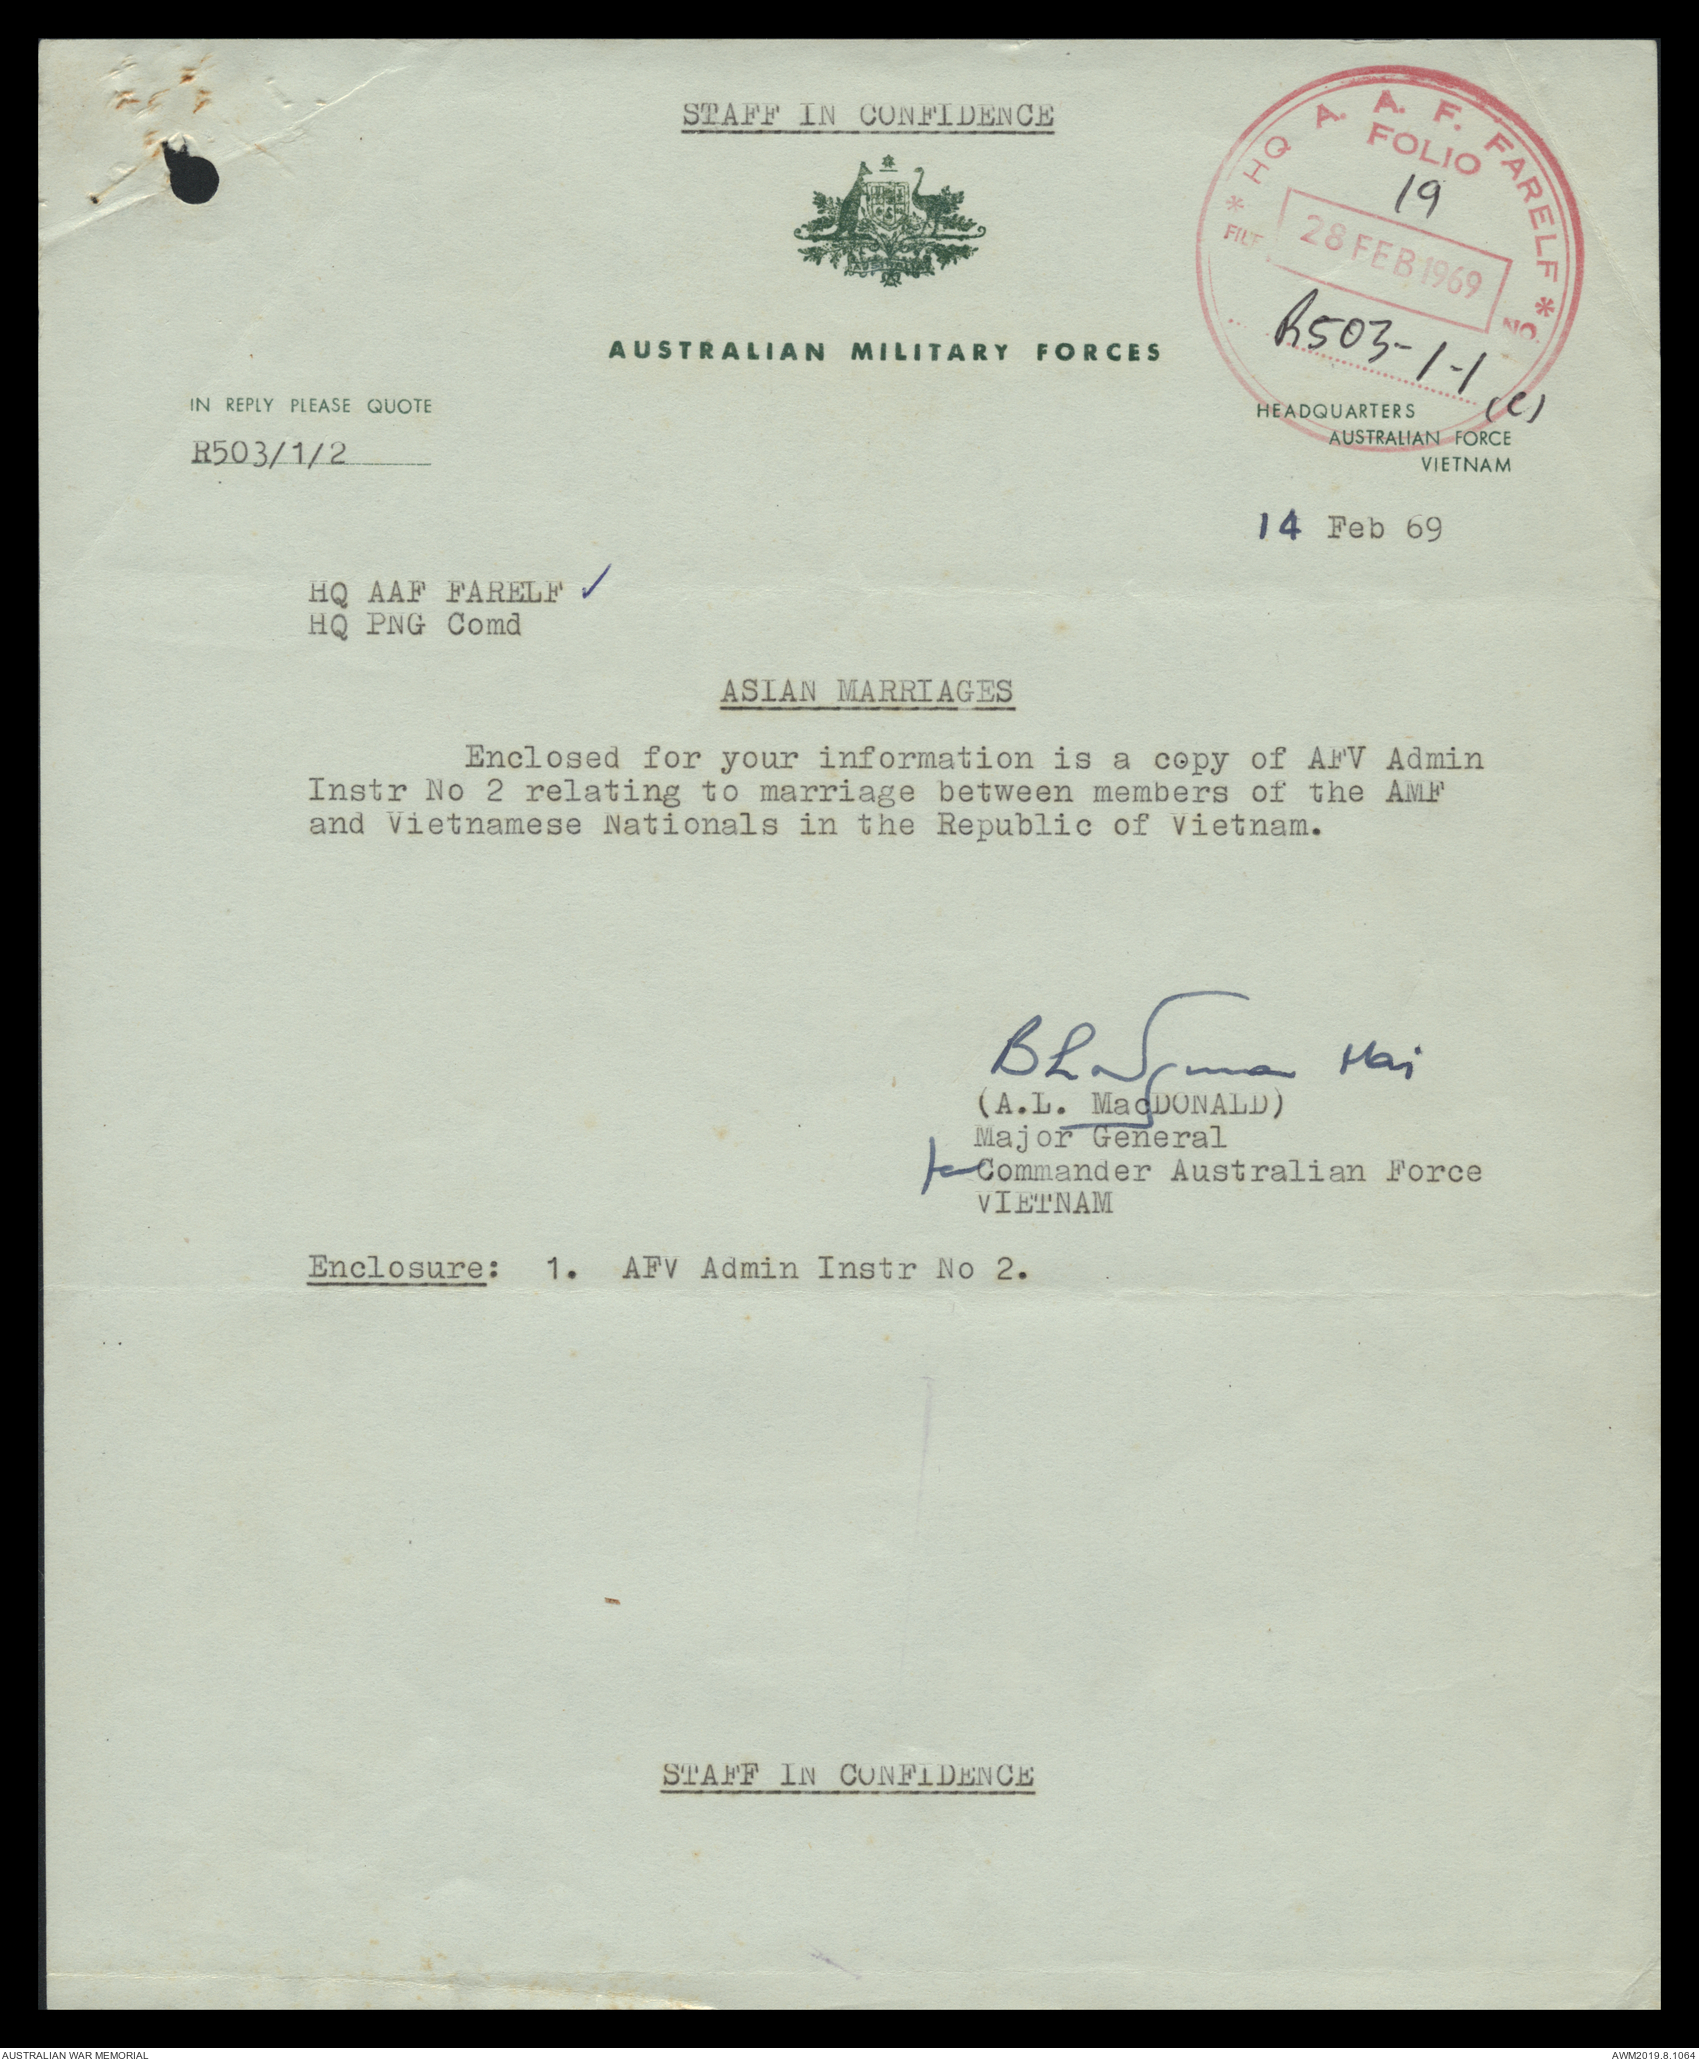 STAFF IN CONFIDENCE
HQ A. A. F. FARELF
FOLIO
19
28 FEB 1969
FILE NO.
R503-1-1
AUSTRALIAN MILITARY FORCES
IN REPLY PLEASE QUOTE
R503/1/2
HEADQUARTERS
AUSTRALIAN FORCE
VIETNAM
14 Feb 69
HQ AAF FARELF ✓
HQ PNG Comd
ASIAN MARRIAGES
Enclosed for your information is a copy of AFV Admin
Instr No 2 relating to marriage between members of the AMF
and Vietnamese Nationals in the Republic of Vietnam.
(A.L. MacDONALD)
Major General
Commander Australian Force
VIETNAM
Enclosure: 1. AFV Admin Instr No 2.
STAFF IN CONFIDENCE
AUSTRALIAN WAR MEMORIAL
AWM2019.8.1064